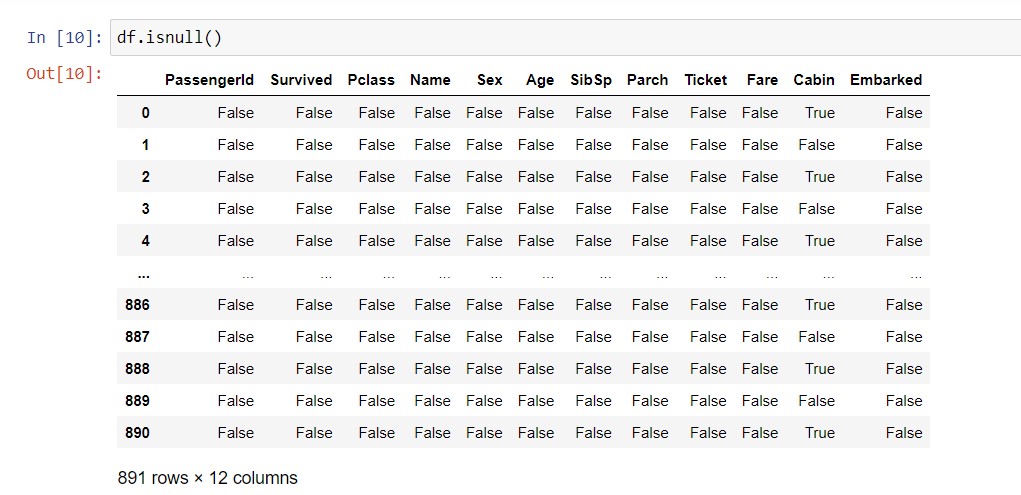 In [10]: df.isnull()
Out[10]:
PassengerId Survived Pclass Name Sex Age SibSp Parch Ticket Fare Cabin Embarked
0 False False False False False False False False False False True False
1 False False False False False False False False False False False False
2 False False False False False False False False False False True False
3 False False False False False False False False False False False False
4 False False False False False False False False False False True False
... ... ... ... ... ... ... ... ... ... ... ... ...
886 False False False False False False False False False False True False
887 False False False False False False False False False False False False
888 False False False False False False False False False False True False
889 False False False False False False False False False False False False
890 False False False False False False False False False False True False
891 rows × 12 columns